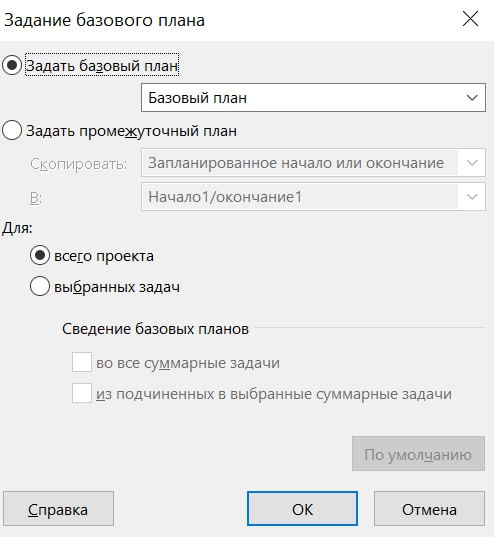 Задание базового плана
Задать базовый план
Базовый план
Задать промежуточный план
Скопировать: Запланированное начало или окончание
В: Начало1/окончание1
Для:
всего проекта
выбранных задач
Сведение базовых планов
во все суммарные задачи
из подчиненных в выбранные суммарные задачи
По умолчанию
Справка ОК Отмена